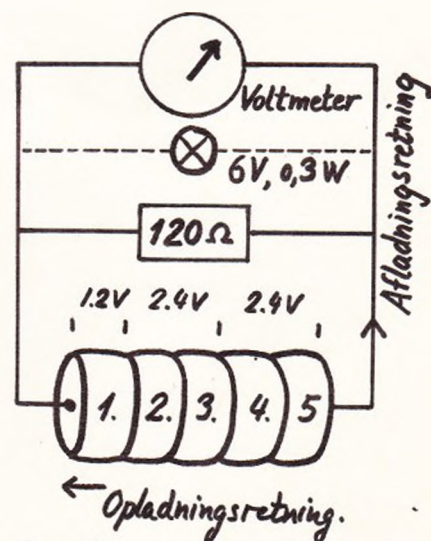 Voltmeter
6V, 0,3W
120Ω
Afladningsretning
1.2V 2.4V 2.4V
1. 2. 3. 4. 5
← Opladningsretning.